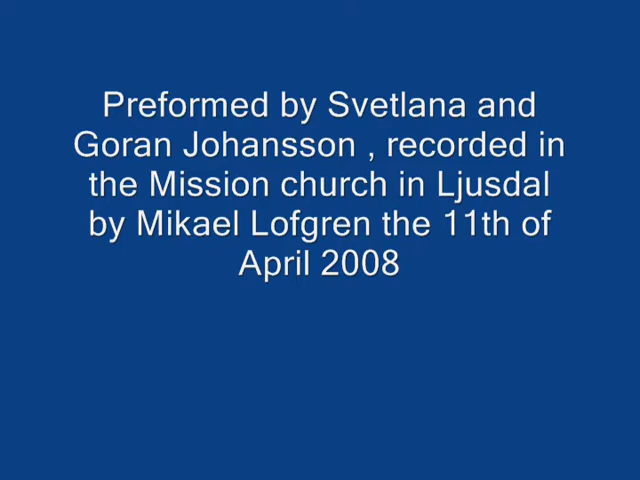 Preformed by Svetlana and
Goran Johansson , recorded in
the Mission church in Ljusdal
by Mikael Lofgren the 11th of
April 2008